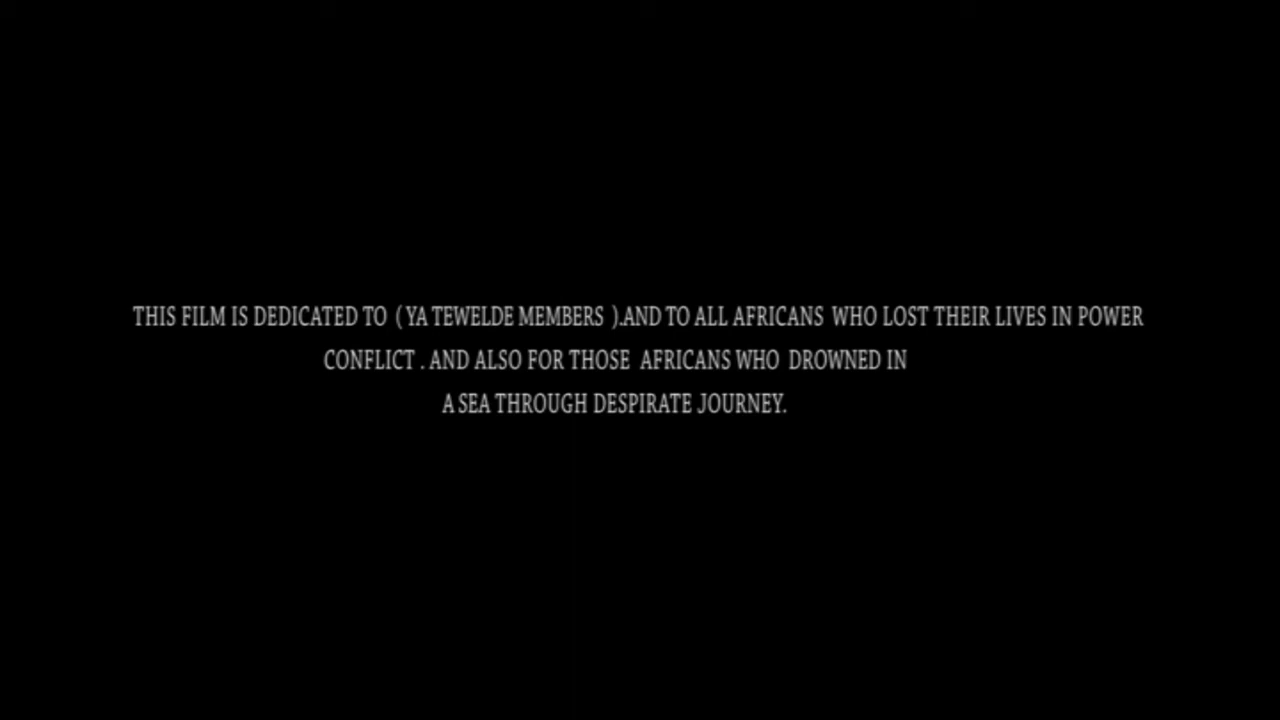 THIS FILM IS DEDICATED TO ( YA TEWELDE MEMBERS ).AND TO ALL AFRICANS WHO LOST THEIR LIVES IN POWER
CONFLICT . AND ALSO FOR THOSE AFRICANS WHO DROWNED IN
A SEA THROUGH DESPIRATE JOURNEY.